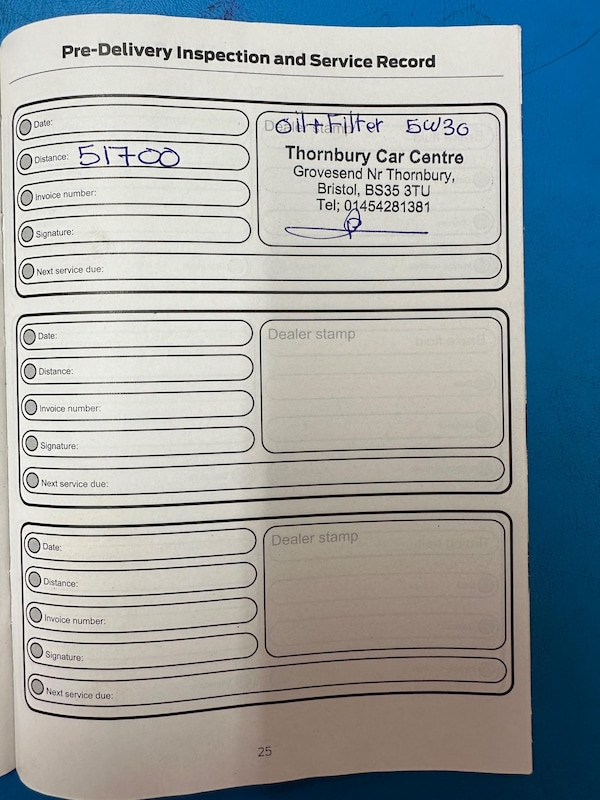 Pre-Delivery Inspection and Service Record
Date:
Distance: 51700
Invoice number:
Signature:
Next service due:
Dealer stamp
Oil + Filter 5W30
Thornbury Car Centre
Grovesend Nr Thornbury,
Bristol, BS35 3TU
Tel; 01454281381
Date:
Distance:
Invoice number:
Signature:
Next service due:
Dealer stamp
Date:
Distance:
Invoice number:
Signature:
Next service due:
Dealer stamp
25